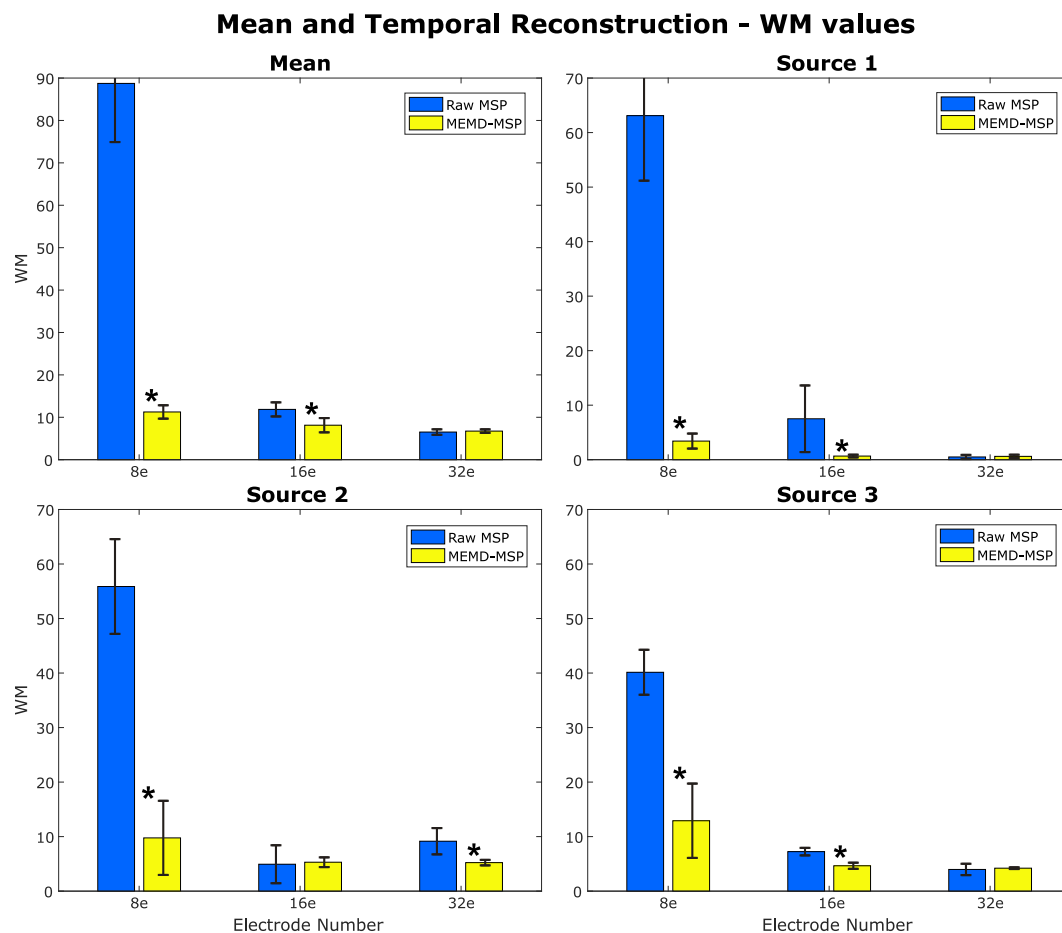 Mean and Temporal Reconstruction - WM values
Mean
90
80
70
60
50
40
30
20
10
0
WM
Raw MSP
MEMD-MSP
*
*
8e
16e
32e
Source 1
70
60
50
40
30
20
10
0
Raw MSP
MEMD-MSP
*
*
8e
16e
32e
Source 2
70
60
50
40
30
20
10
0
WM
Raw MSP
MEMD-MSP
*
*
8e
16e
32e
Electrode Number
Source 3
70
60
50
40
30
20
10
0
Raw MSP
MEMD-MSP
*
*
8e
16e
32e
Electrode Number